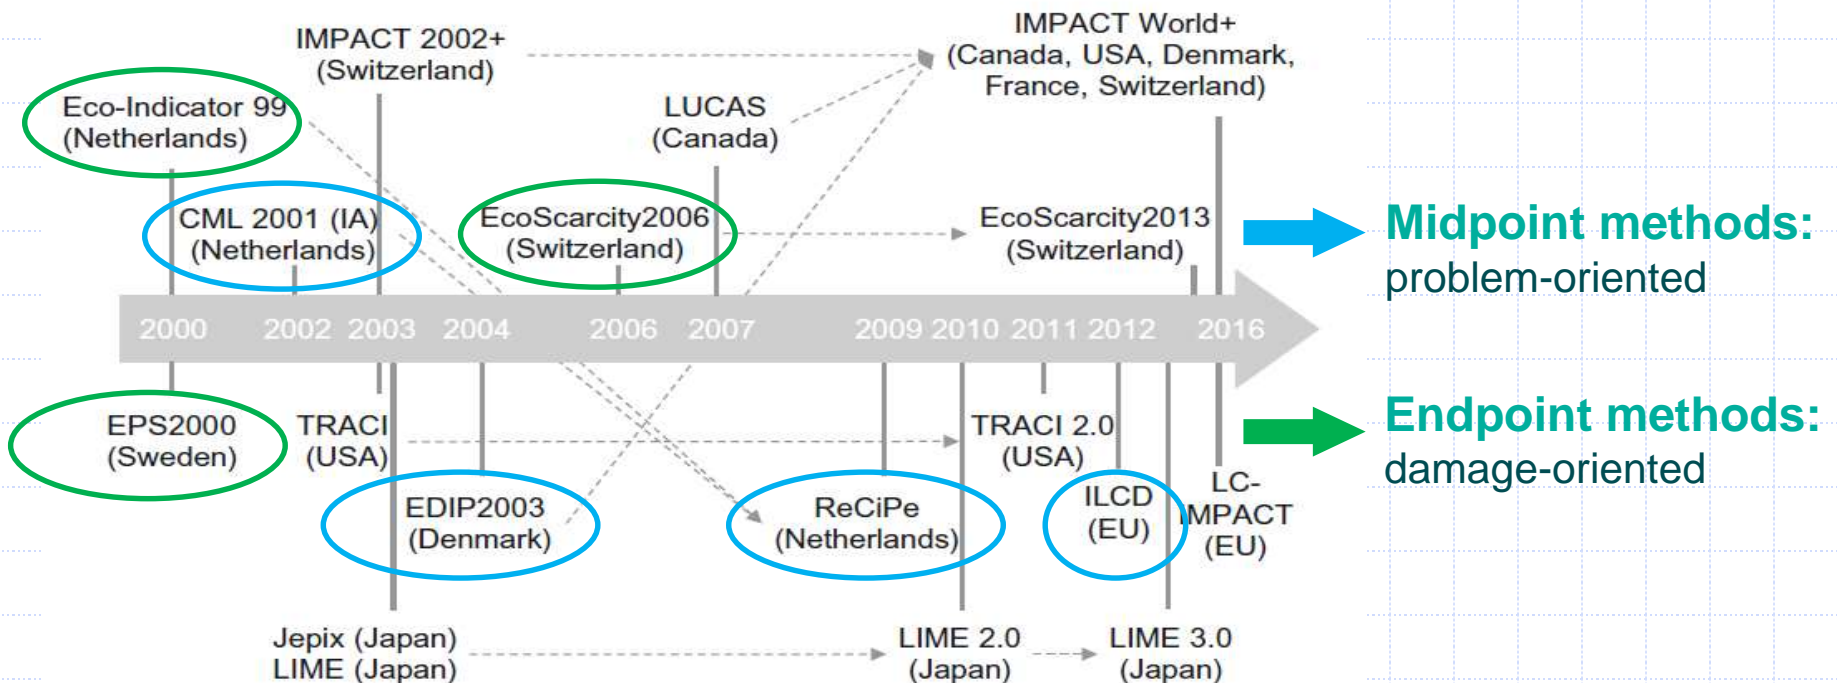 IMPACT 2002+
(Switzerland)
IMPACT World+
(Canada, USA, Denmark,
France, Switzerland)
Eco-Indicator 99
(Netherlands)
LUCAS
(Canada)
CML 2001 (IA)
(Netherlands)
EcoScarcity2006
(Switzerland)
EcoScarcity2013
(Switzerland)
Midpoint methods:
problem-oriented
2000 2002 2003 2004 2006 2007 2009 2010 2011 2012 2016
EPS2000
(Sweden)
TRACI
(USA)
TRACI 2.0
(USA)
Endpoint methods:
damage-oriented
EDIP2003
(Denmark)
ReCiPe
(Netherlands)
ILCD
(EU)
LC-
IMPACT
(EU)
Jepix (Japan)
LIME (Japan)
LIME 2.0
(Japan)
LIME 3.0
(Japan)